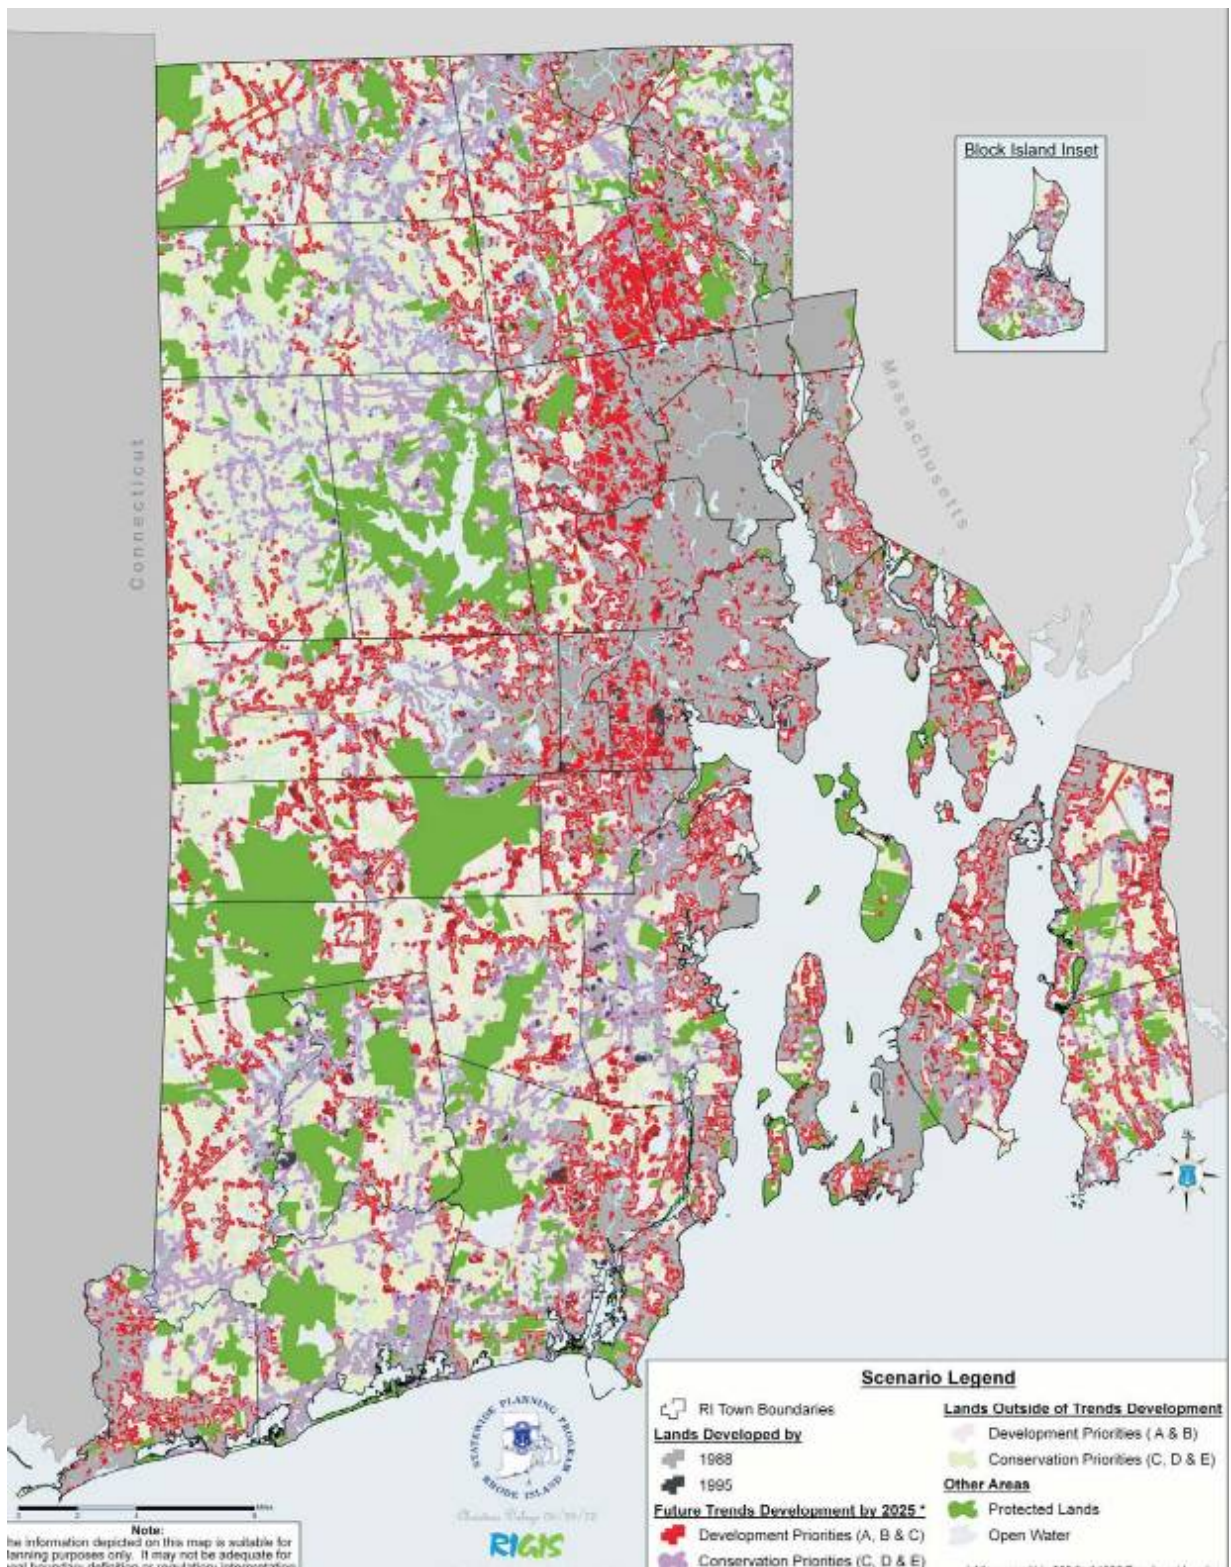 Block Island Inset
Connecticut
Massachusetts
STATEWIDE PLANNING PROGRAM
RHODE ISLAND
RIGIS
Miles
Note:
he information depicted on this map is suitable for
lanning purposes only. It may not be adequate for
Scenario Legend
RI Town Boundaries
Lands Developed by
1988
1995
Future Trends Development by 2025 *
Development Priorities (A, B & C)
Conservation Priorities (C, D & E)
Lands Outside of Trends Development
Development Priorities ( A & B)
Conservation Priorities (C, D & E)
Other Areas
Protected Lands
Open Water